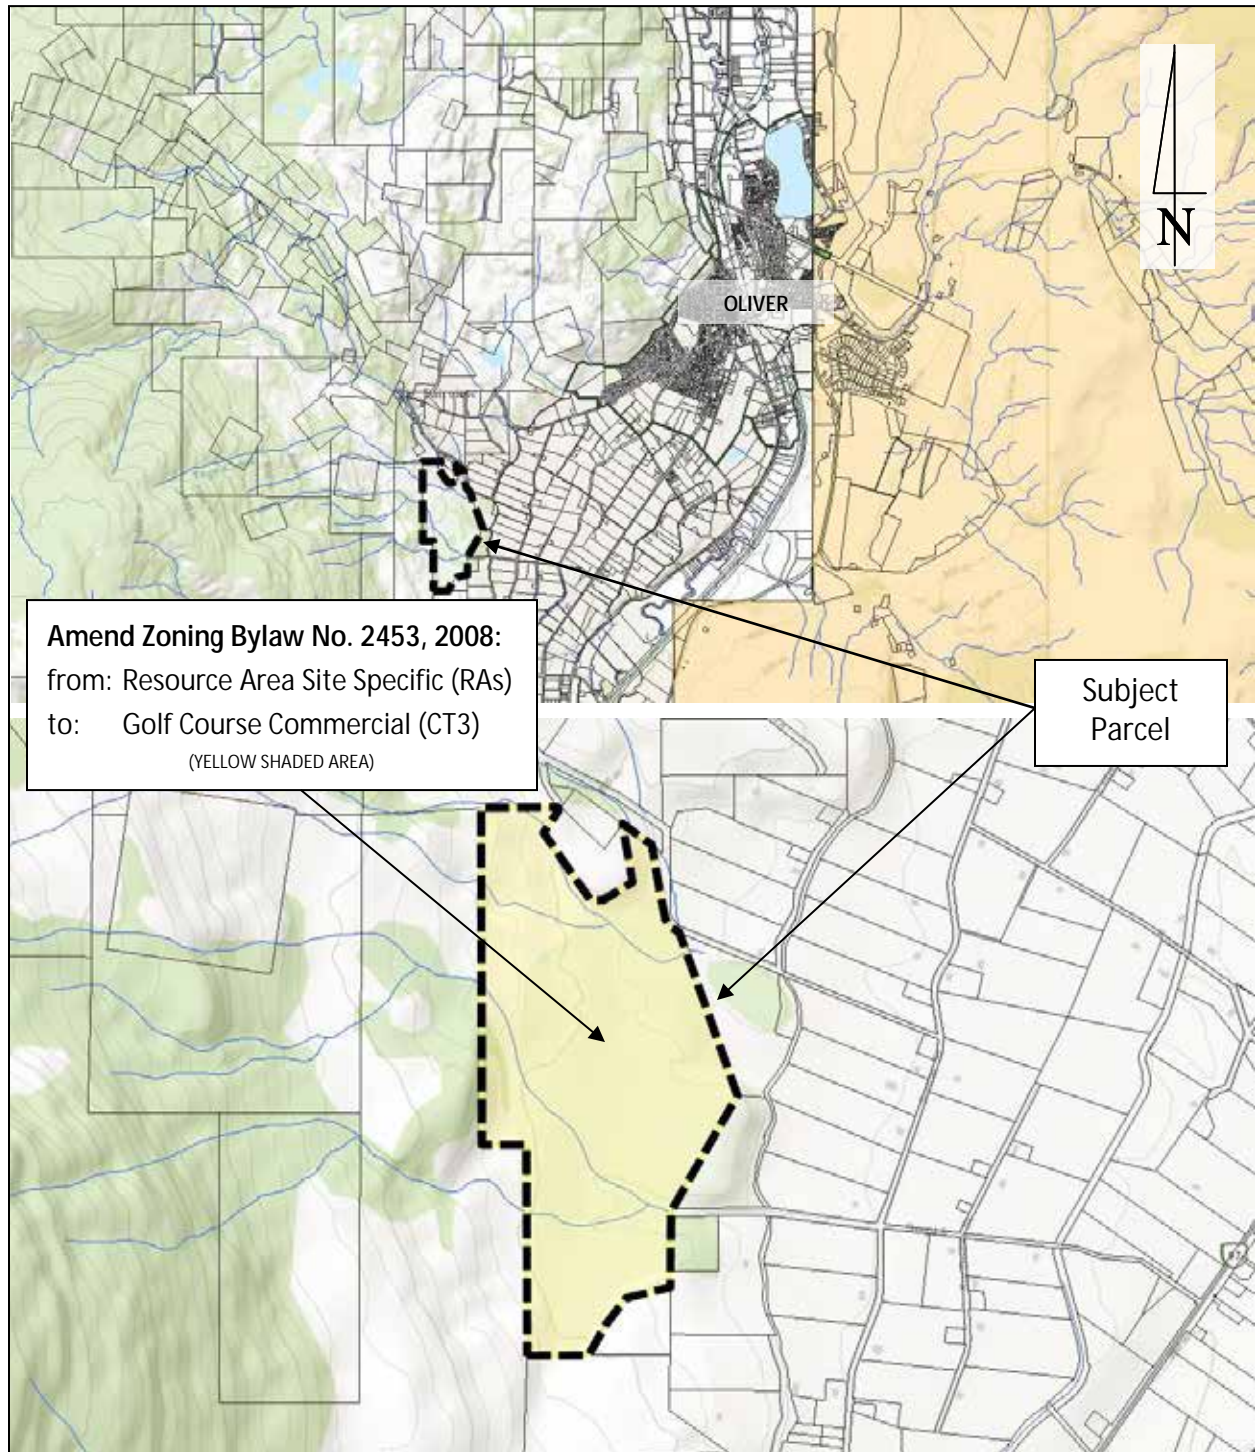 N
OLIVER
Amend Zoning Bylaw No. 2453, 2008:
from: Resource Area Site Specific (RAs)
to: Golf Course Commercial (CT3)
(YELLOW SHADED AREA)
Subject
Parcel